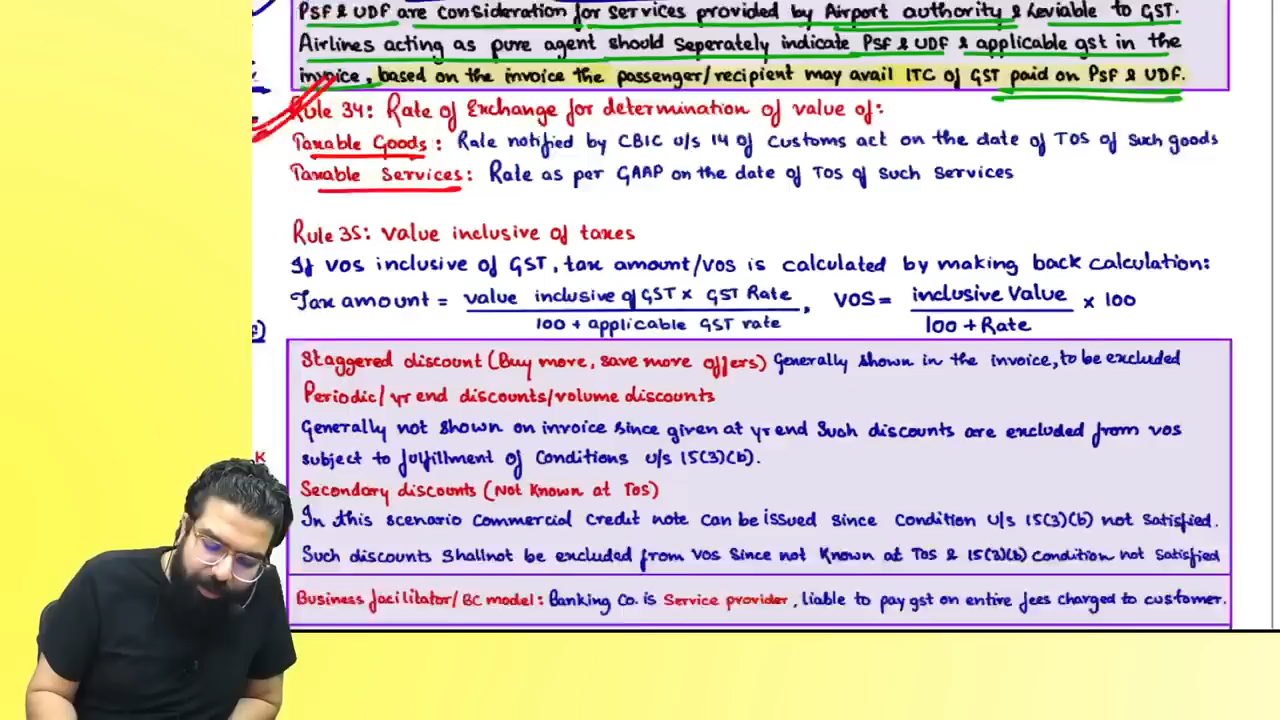 PSF & UDF are consideration for services provided by Airport authority & Leviable to GST.
Airlines acting as pure agent should seperately indicate PSF & UDF & applicable gst in the
invoice, based on the invoice the passenger/recipient may avail ITC of GST paid on PSF & UDF.
Rule 34: Rate of Exchange for determination of value of:
Taxable Goods: Rate notified by CBIC u/s 14 of Customs act on the date of TOS of such goods
Taxable Services: Rate as per GAAP on the date of TOS of such services
Rule 35: value inclusive of taxes
If VOS inclusive of GST, tax amount/VOS is calculated by making back calculation:
Tax amount = value inclusive of GST x GST Rate / 100 + applicable GST rate, VOS = inclusive Value / 100 + Rate x 100
Staggered discount (Buy more, save more offers) Generally shown in the invoice, to be excluded
Periodic/yr end discounts/volume discounts
Generally not shown on invoice since given at yr end Such discounts are excluded from VOS
K
subject to fulfillment of Conditions u/s 15(3)(b).
Secondary discounts (Not Known at TOS)
In this scenario Commercial Credit note can be issued since Condition u/s 15(3)(b) not satisfied.
Such discounts Shallnot be excluded from VOS since not Known at TOS & 15(3)(b) condition not satisfied
Business facilitator/BC model: Banking Co. is Service provider, liable to pay gst on entire fees charged to customer.